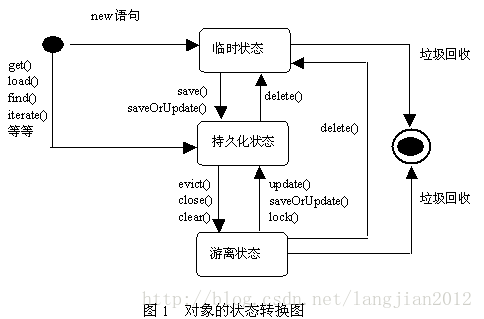 new语句
临时状态
垃圾回收
get()
load()
find()
iterate()
等等
save()
saveOrUpdate()
delete()
delete()
持久化状态
evict()
close()
clear()
update()
saveOrUpdate()
lock()
垃圾回收
游离状态
http://blog.csdn.net/langjian2012
图 1 对象的状态转换图